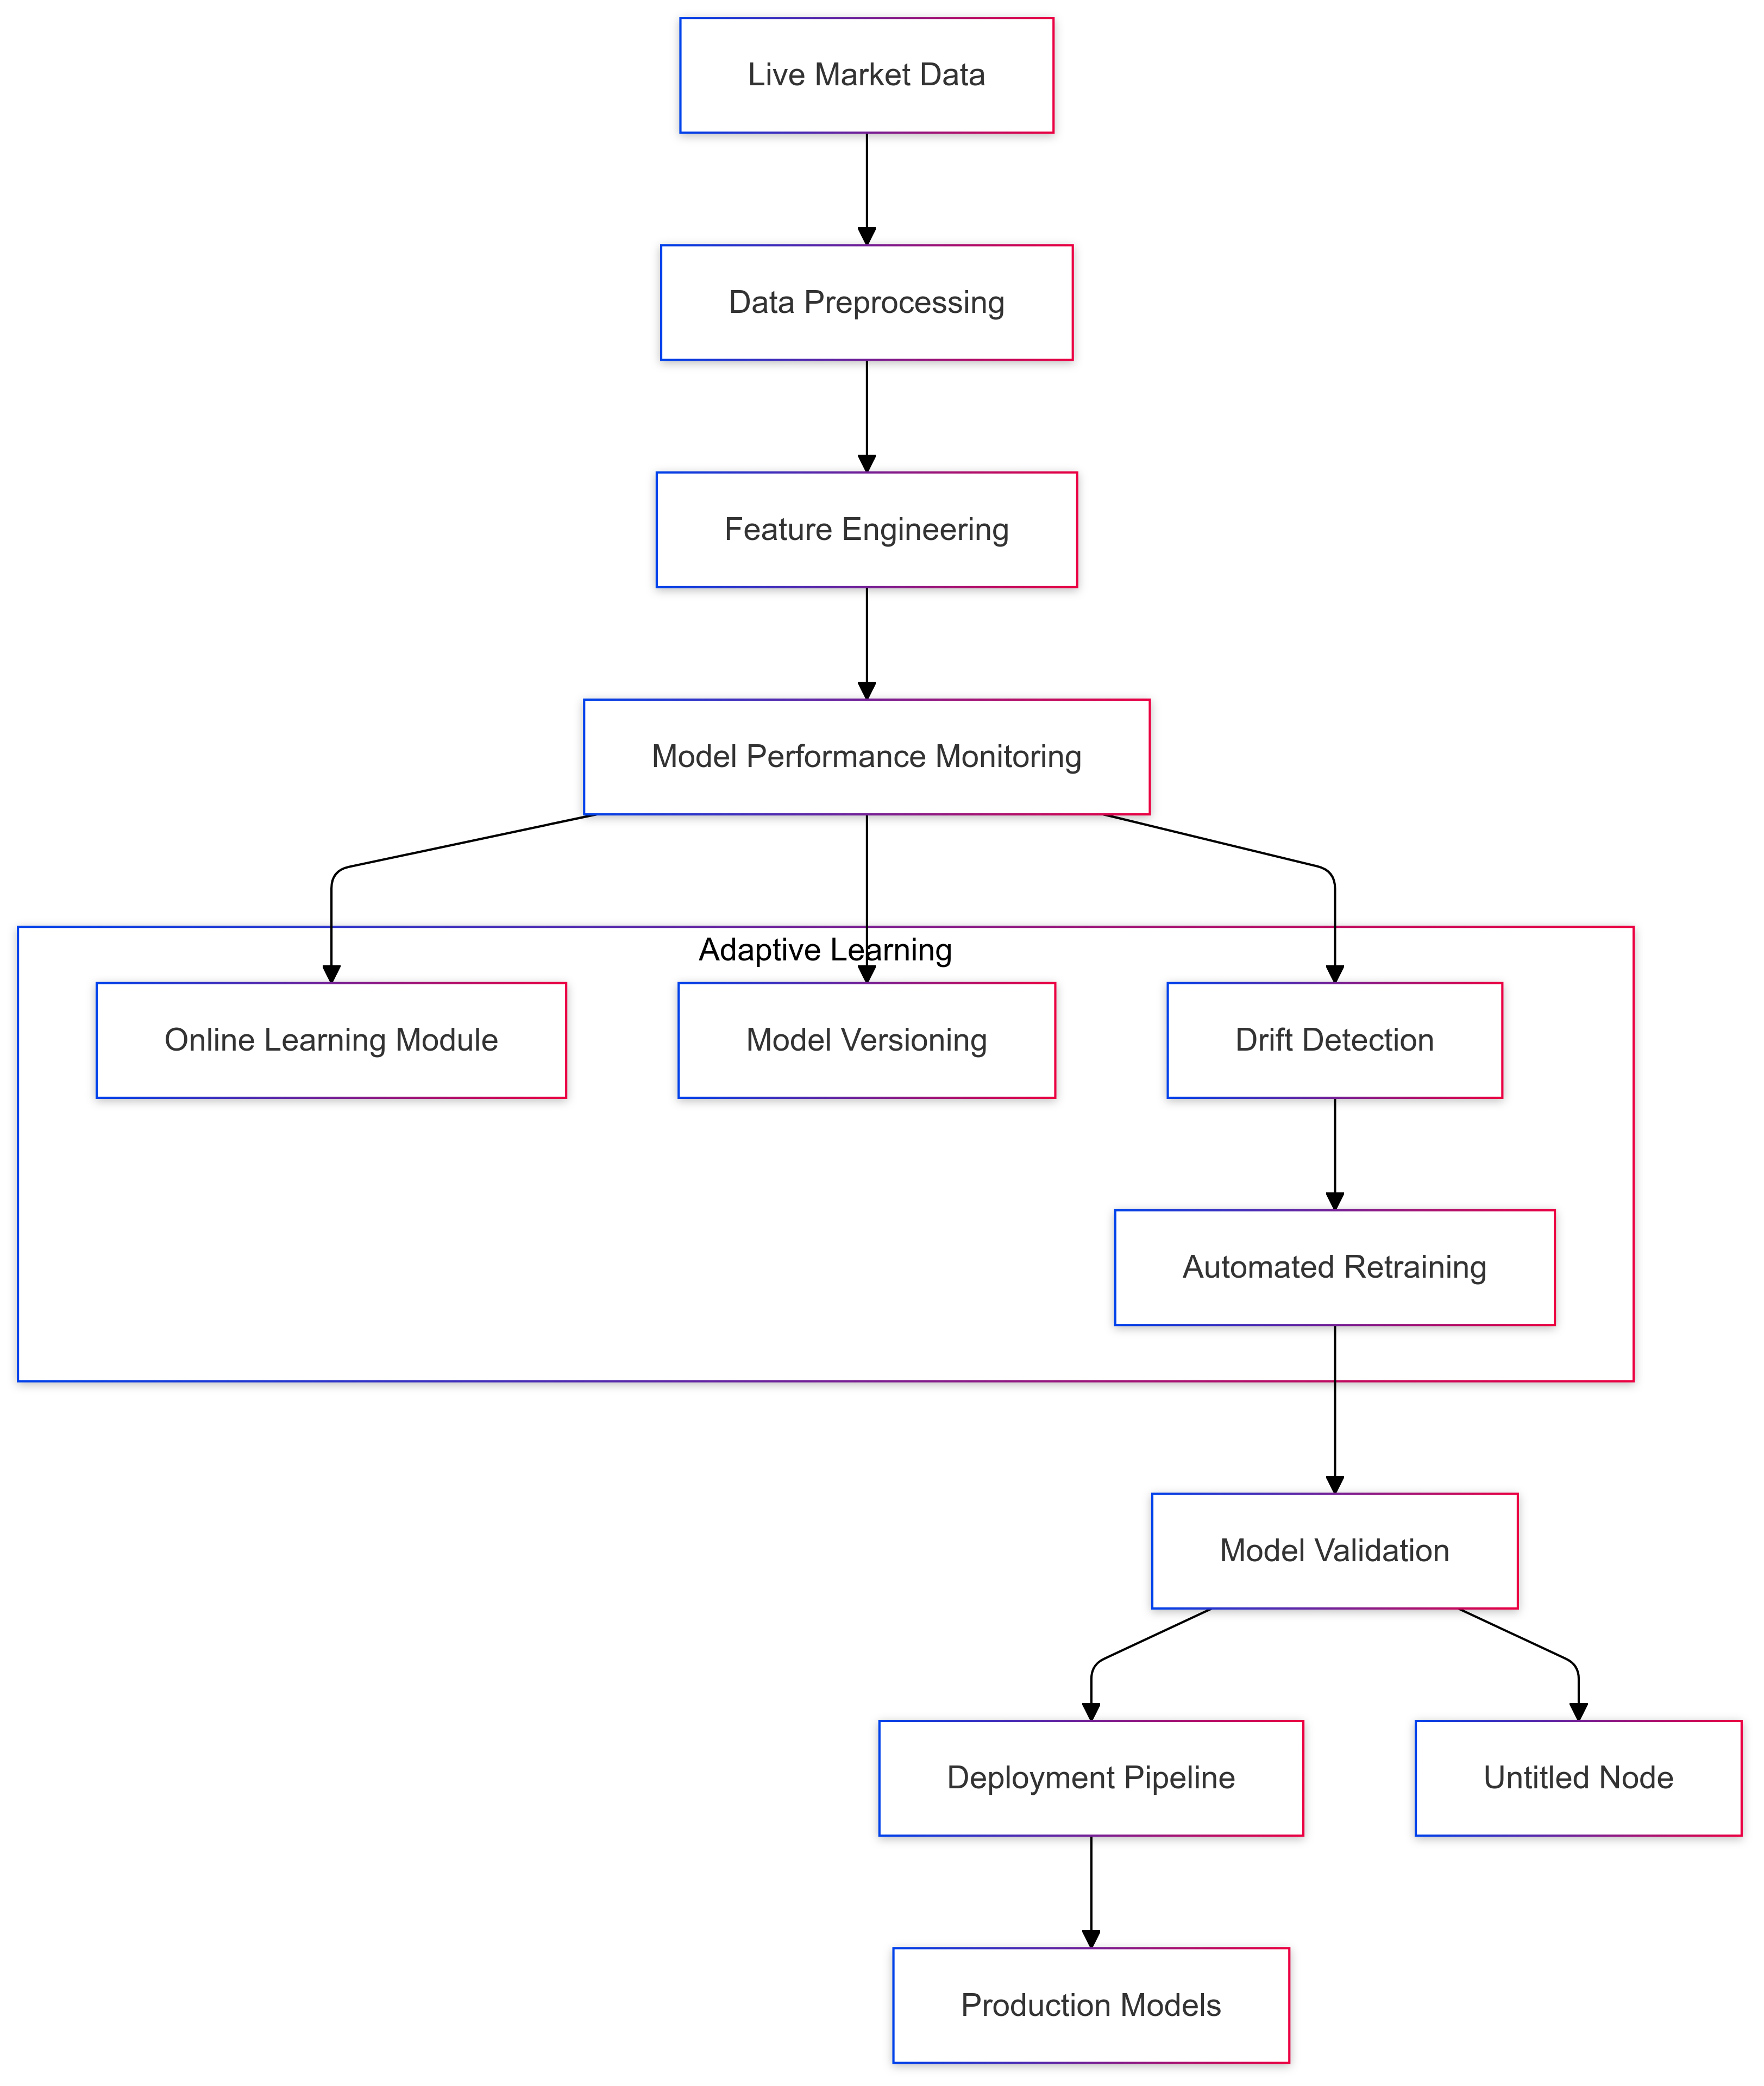 Live Market Data
Data Preprocessing
Feature Engineering
Model Performance Monitoring
Adaptive Learning
Online Learning Module
Model Versioning
Drift Detection
Automated Retraining
Model Validation
Deployment Pipeline
Untitled Node
Production Models